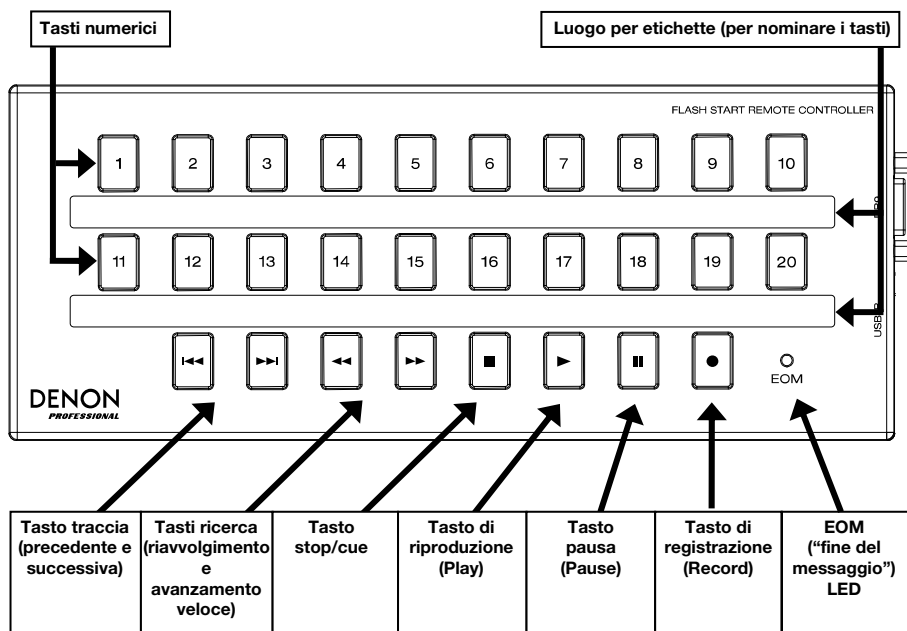 Tasti numerici
Luogo per etichette (per nominare i tasti)
FLASH START REMOTE CONTROLLER
1 2 3 4 5 6 7 8 9 10
11 12 13 14 15 16 17 18 19 20
EOM
DENON
PROFESSIONAL
Tasto traccia
(precedente e
successiva)
Tasti ricerca
(riavvolgimento
e
avanzamento
veloce)
Tasto
stop/cue
Tasto di
riproduzione
(Play)
Tasto
pausa
(Pause)
Tasto di
registrazione
(Record)
EOM
(“fine del
messaggio”)
LED